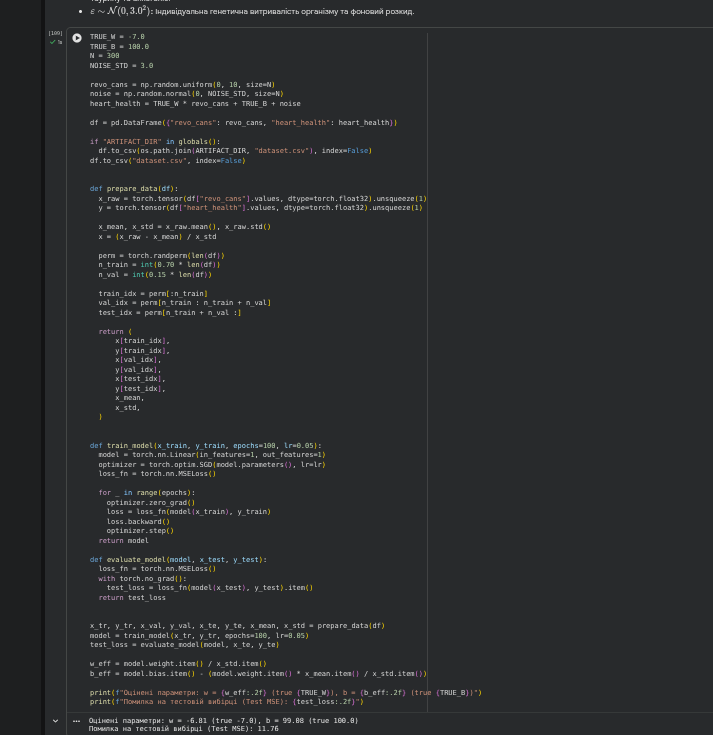 • ε ~ 𝒩(0, 3.0²): Індивідуальна генетична витривалість організму та фоновий розкид.
[109]
TRUE_W = -7.0
TRUE_B = 100.0
N = 300
NOISE_STD = 3.0
revo_cans = np.random.uniform(0, 10, size=N)
noise = np.random.normal(0, NOISE_STD, size=N)
heart_health = TRUE_W * revo_cans + TRUE_B + noise
df = pd.DataFrame({"revo_cans": revo_cans, "heart_health": heart_health})
if "ARTIFACT_DIR" in globals():
  df.to_csv(os.path.join(ARTIFACT_DIR, "dataset.csv"), index=False)
df.to_csv("dataset.csv", index=False)
def prepare_data(df):
  x_raw = torch.tensor(df["revo_cans"].values, dtype=torch.float32).unsqueeze(1)
  y = torch.tensor(df["heart_health"].values, dtype=torch.float32).unsqueeze(1)
  x_mean, x_std = x_raw.mean(), x_raw.std()
  x = (x_raw - x_mean) / x_std
  perm = torch.randperm(len(df))
  n_train = int(0.70 * len(df))
  n_val = int(0.15 * len(df))
  train_idx = perm[:n_train]
  val_idx = perm[n_train : n_train + n_val]
  test_idx = perm[n_train + n_val :]
  return (
      x[train_idx],
      y[train_idx],
      x[val_idx],
      y[val_idx],
      x[test_idx],
      y[test_idx],
      x_mean,
      x_std,
  )
def train_model(x_train, y_train, epochs=100, lr=0.05):
  model = torch.nn.Linear(in_features=1, out_features=1)
  optimizer = torch.optim.SGD(model.parameters(), lr=lr)
  loss_fn = torch.nn.MSELoss()
  for _ in range(epochs):
    optimizer.zero_grad()
    loss = loss_fn(model(x_train), y_train)
    loss.backward()
    optimizer.step()
  return model
def evaluate_model(model, x_test, y_test):
  loss_fn = torch.nn.MSELoss()
  with torch.no_grad():
    test_loss = loss_fn(model(x_test), y_test).item()
  return test_loss
x_tr, y_tr, x_val, y_val, x_te, y_te, x_mean, x_std = prepare_data(df)
model = train_model(x_tr, y_tr, epochs=100, lr=0.05)
test_loss = evaluate_model(model, x_te, y_te)
w_eff = model.weight.item() / x_std.item()
b_eff = model.bias.item() - (model.weight.item() * x_mean.item() / x_std.item())
print(f"Оцінені параметри: w = {w_eff:.2f} (true {TRUE_W}), b = {b_eff:.2f} (true {TRUE_B})")
print(f"Помилка на тестовій вибірці (Test MSE): {test_loss:.2f}")
Оцінені параметри: w = -6.81 (true -7.0), b = 99.08 (true 100.0)
Помилка на тестовій вибірці (Test MSE): 11.76